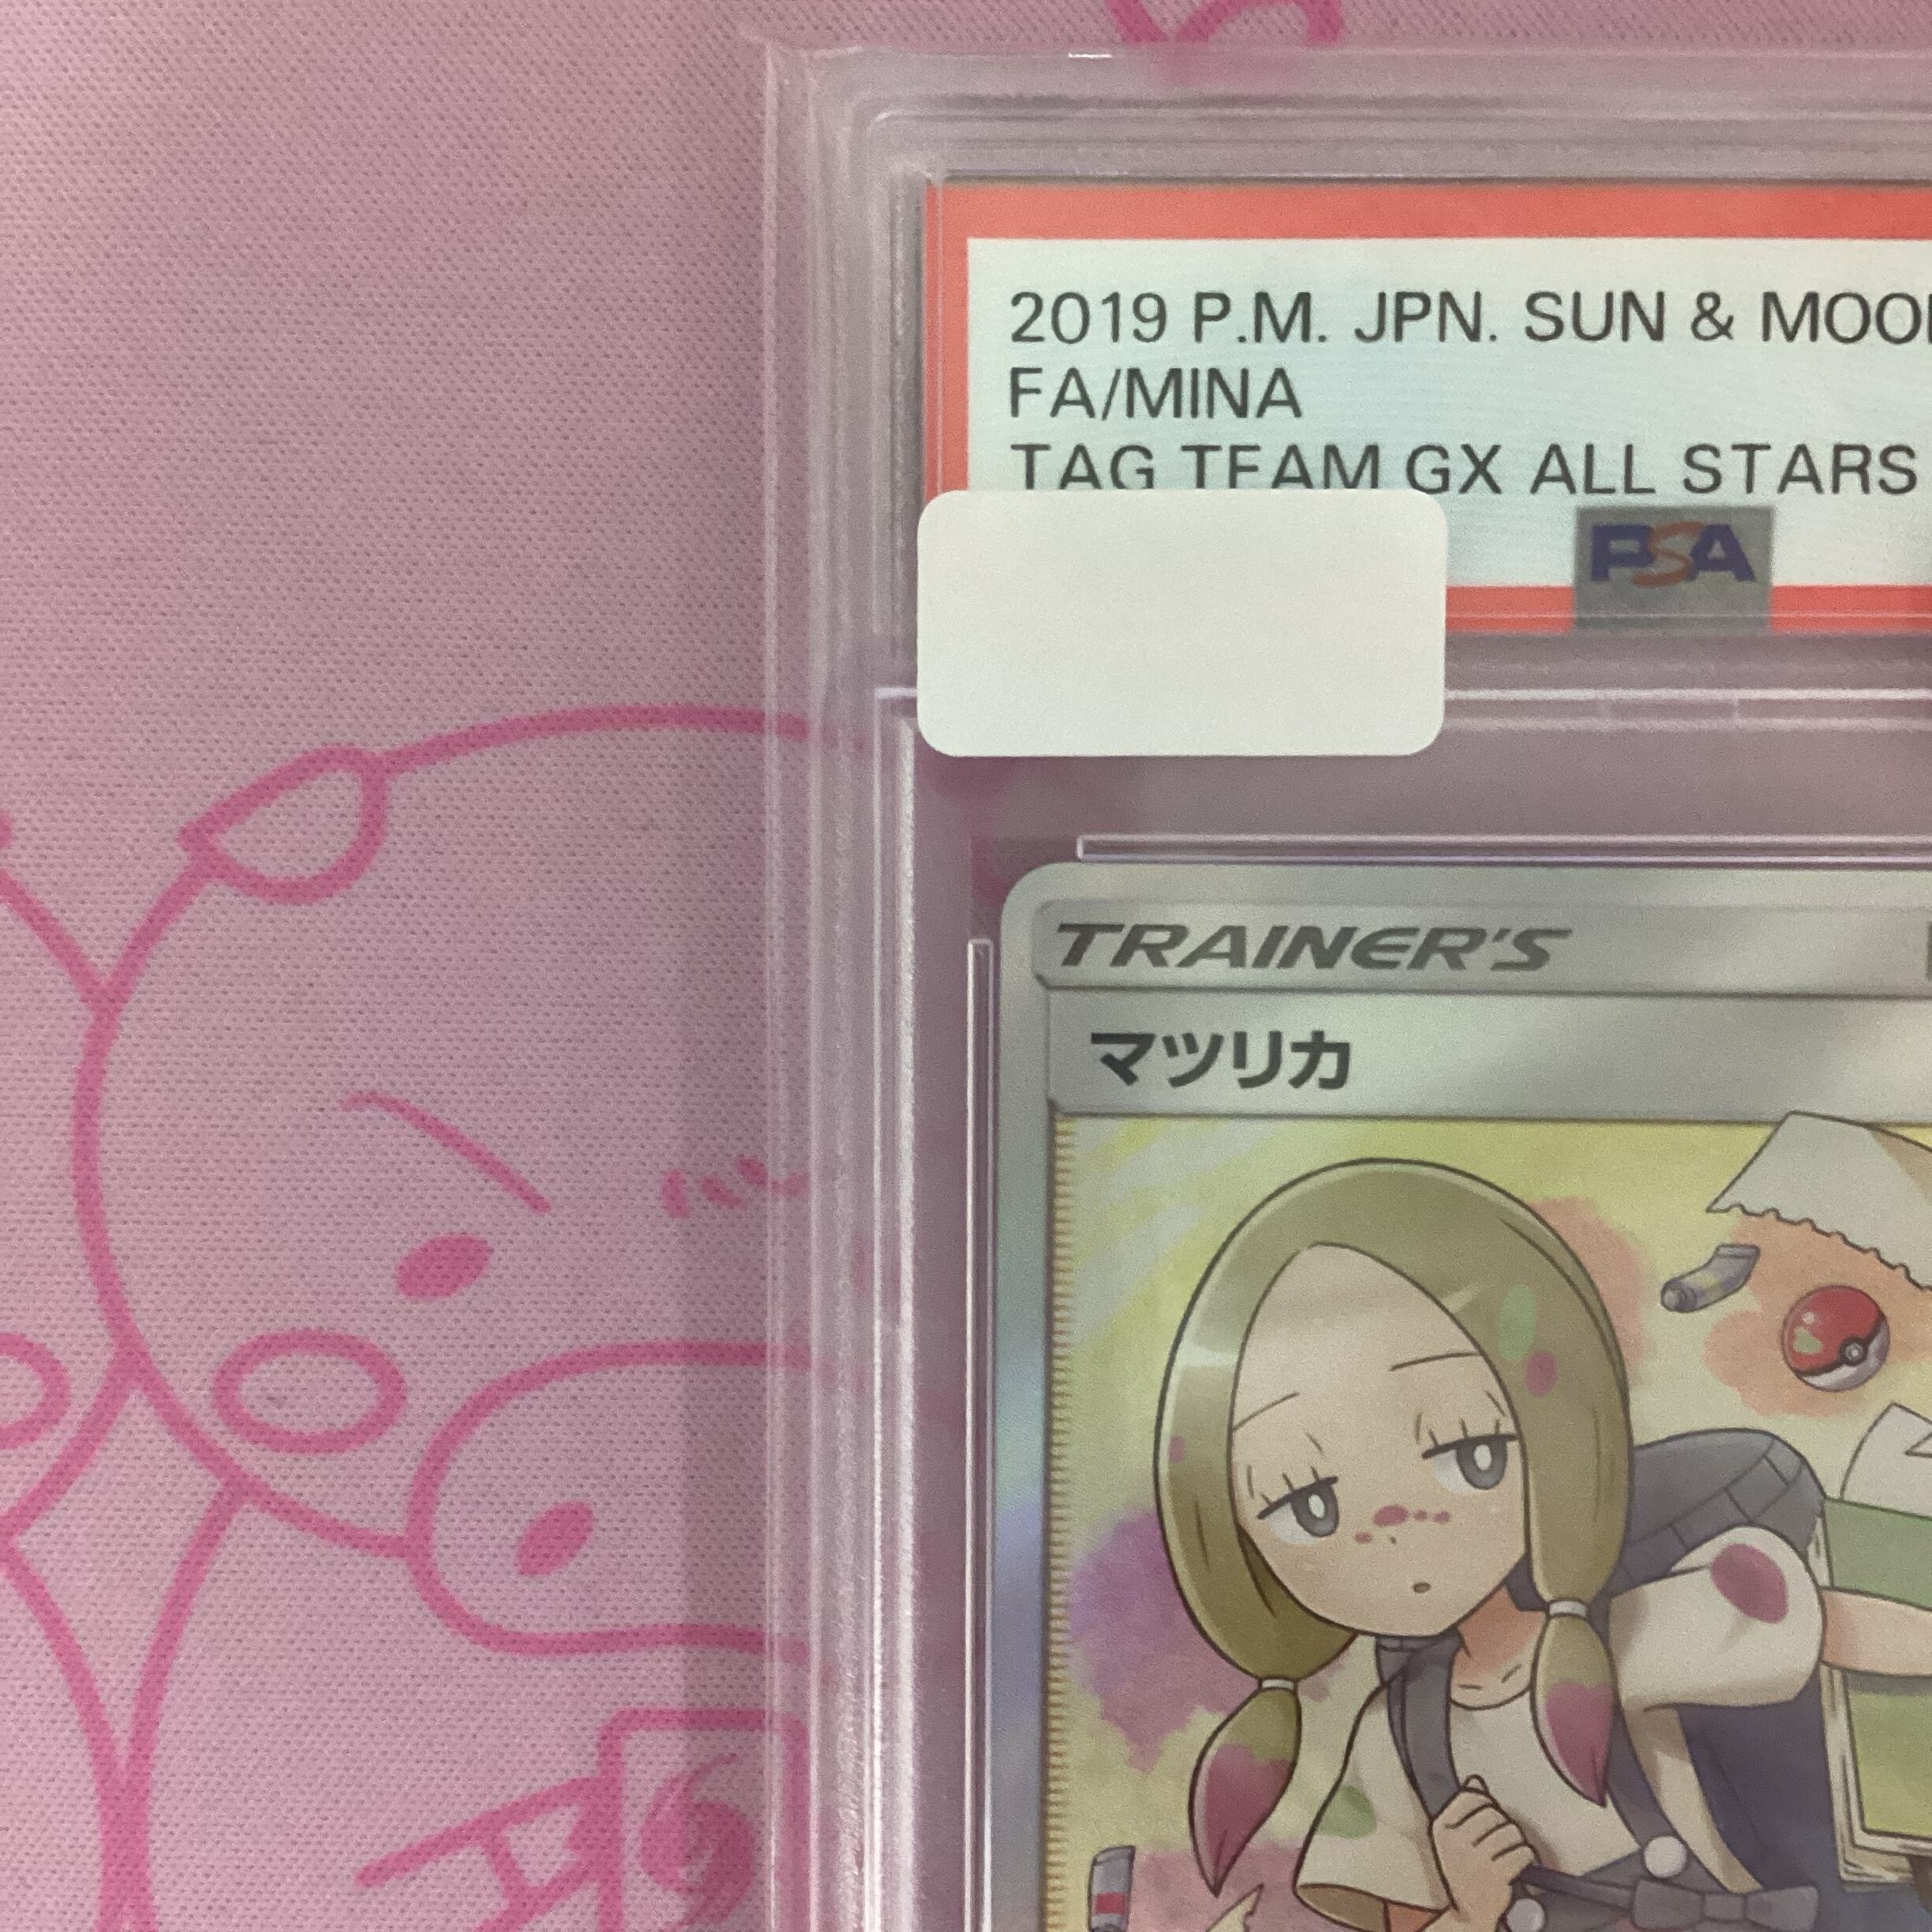 2019 P.M. JPN. SUN & MOO
FA/MINA
TAG TEAM GX ALL STARS
PSA
TRAINER'S
マツリカ